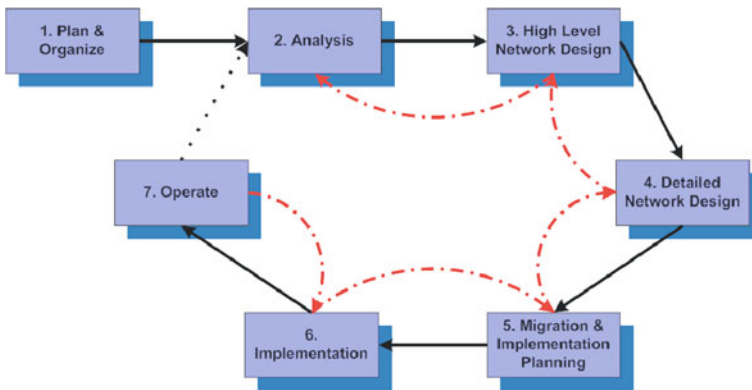 1. Plan &
Organize
2. Analysis
3. High Level
Network Design
4. Detailed
Network Design
5. Migration &
Implementation
Planning
6.
Implementation
7. Operate